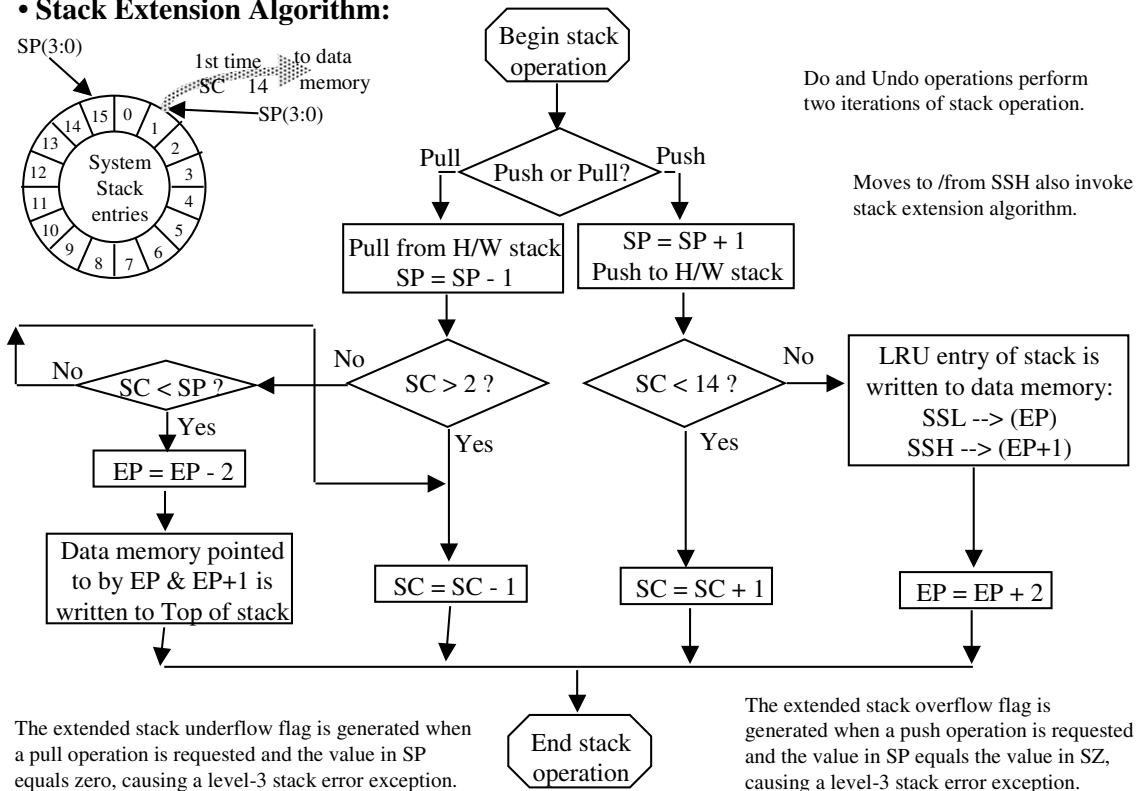 • Stack Extension Algorithm:
SP(3:0)
1st time
SC 14
to data
memory
SP(3:0)
0
1
2
3
4
5
6
7
8
9
10
11
12
13
14
15
System
Stack
entries
Begin stack
operation
Do and Undo operations perform
two iterations of stack operation.
Moves to /from SSH also invoke
stack extension algorithm.
Pull
Push or Pull?
Push
Pull from H/W stack
SP = SP - 1
SP = SP + 1
Push to H/W stack
No
SC < SP ?
Yes
No
SC > 2 ?
Yes
SC < 14 ?
No
Yes
LRU entry of stack is
written to data memory:
SSL --> (EP)
SSH --> (EP+1)
EP = EP - 2
Data memory pointed
to by EP & EP+1 is
written to Top of stack
SC = SC - 1
SC = SC + 1
EP = EP + 2
The extended stack underflow flag is generated when
a pull operation is requested and the value in SP
equals zero, causing a level-3 stack error exception.
End stack
operation
The extended stack overflow flag is
generated when a push operation is requested
and the value in SP equals the value in SZ,
causing a level-3 stack error exception.